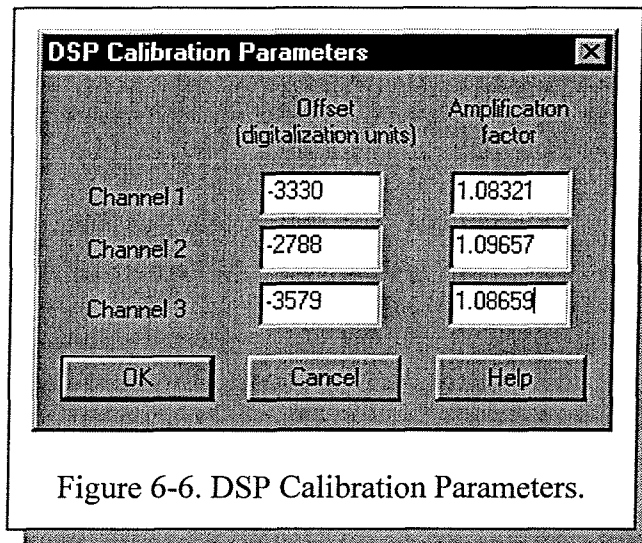 DSP Calibration Parameters
Offset
(digitalization units)
Amplification
factor
Channel 1
-3330
1.08321
Channel 2
-2788
1.09657
Channel 3
-3579
1.08659
OK
Cancel
Help
Figure 6-6. DSP Calibration Parameters.